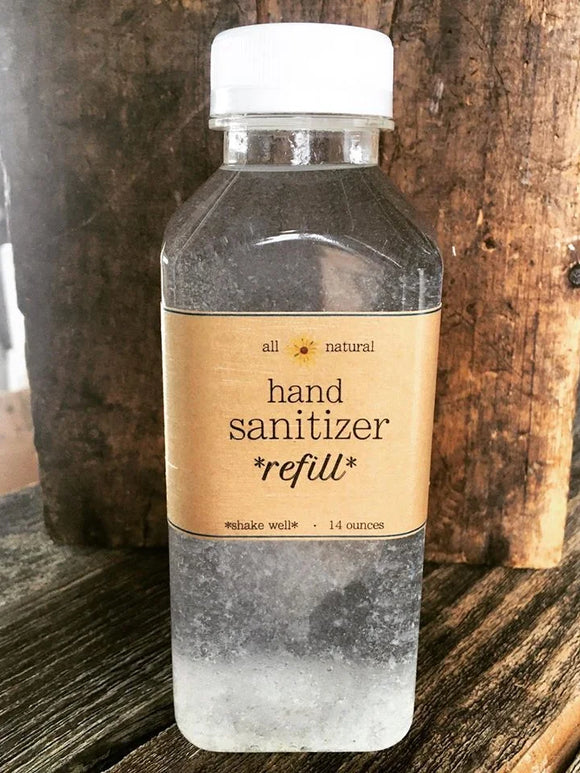 all natural
hand
sanitizer
*refill*
*shake well* · 14 ounces